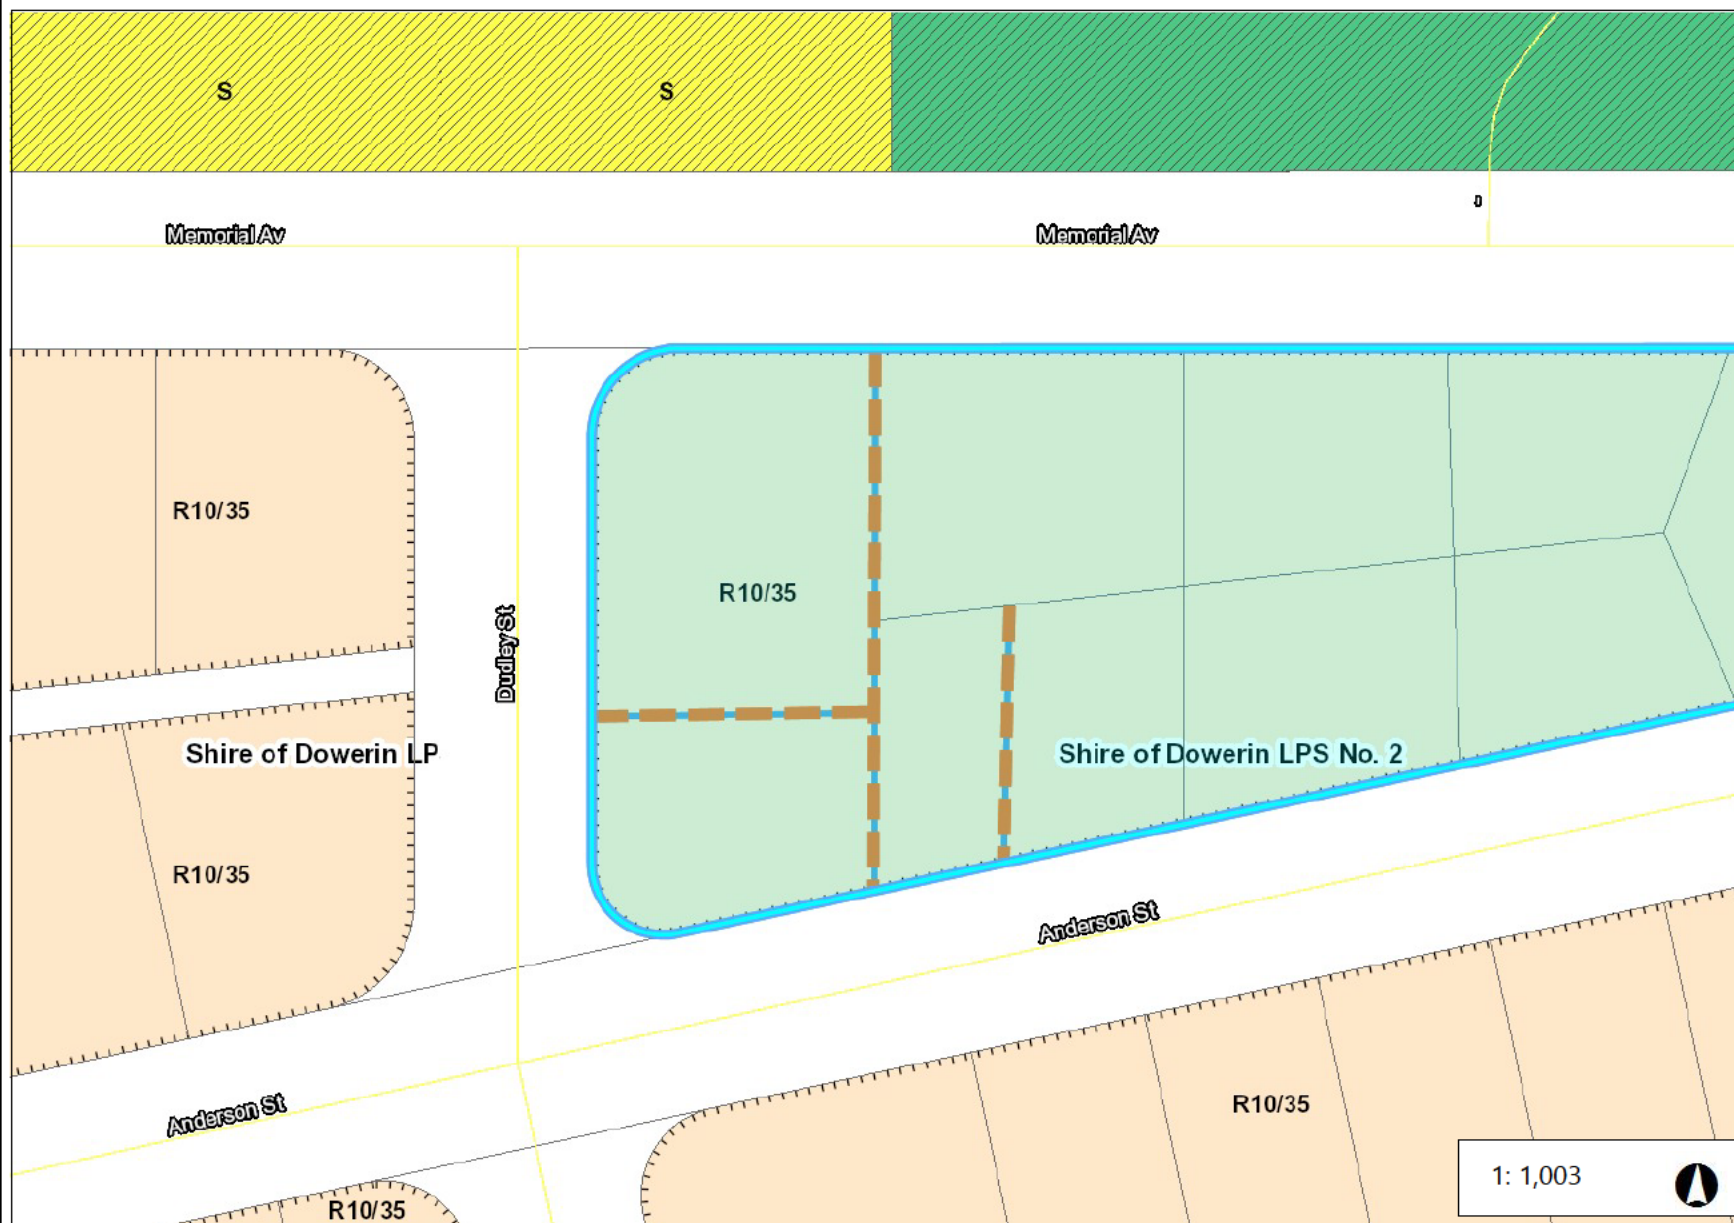 S
S
Memorial Av
Memorial Av
R10/35
R10/35
Dudley St
Shire of Dowerin LP
Shire of Dowerin LPS No. 2
R10/35
Anderson St
Anderson St
R10/35
1: 1,003
R10/35